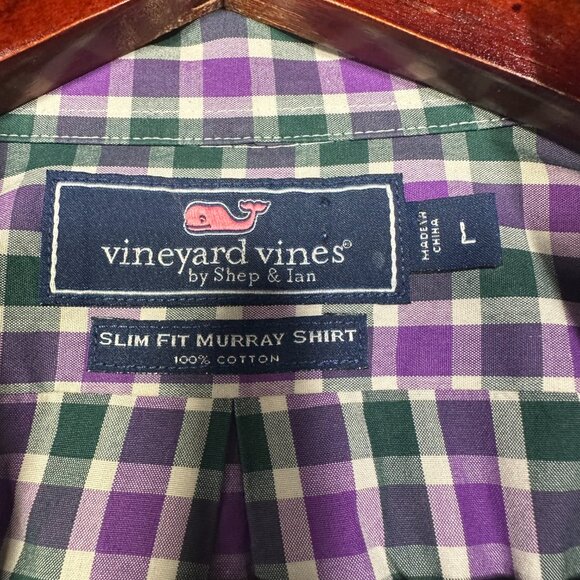 vineyard vines®
by Shep & Ian
MADE IN
CHINA
L
SLIM FIT MURRAY SHIRT
100% COTTON